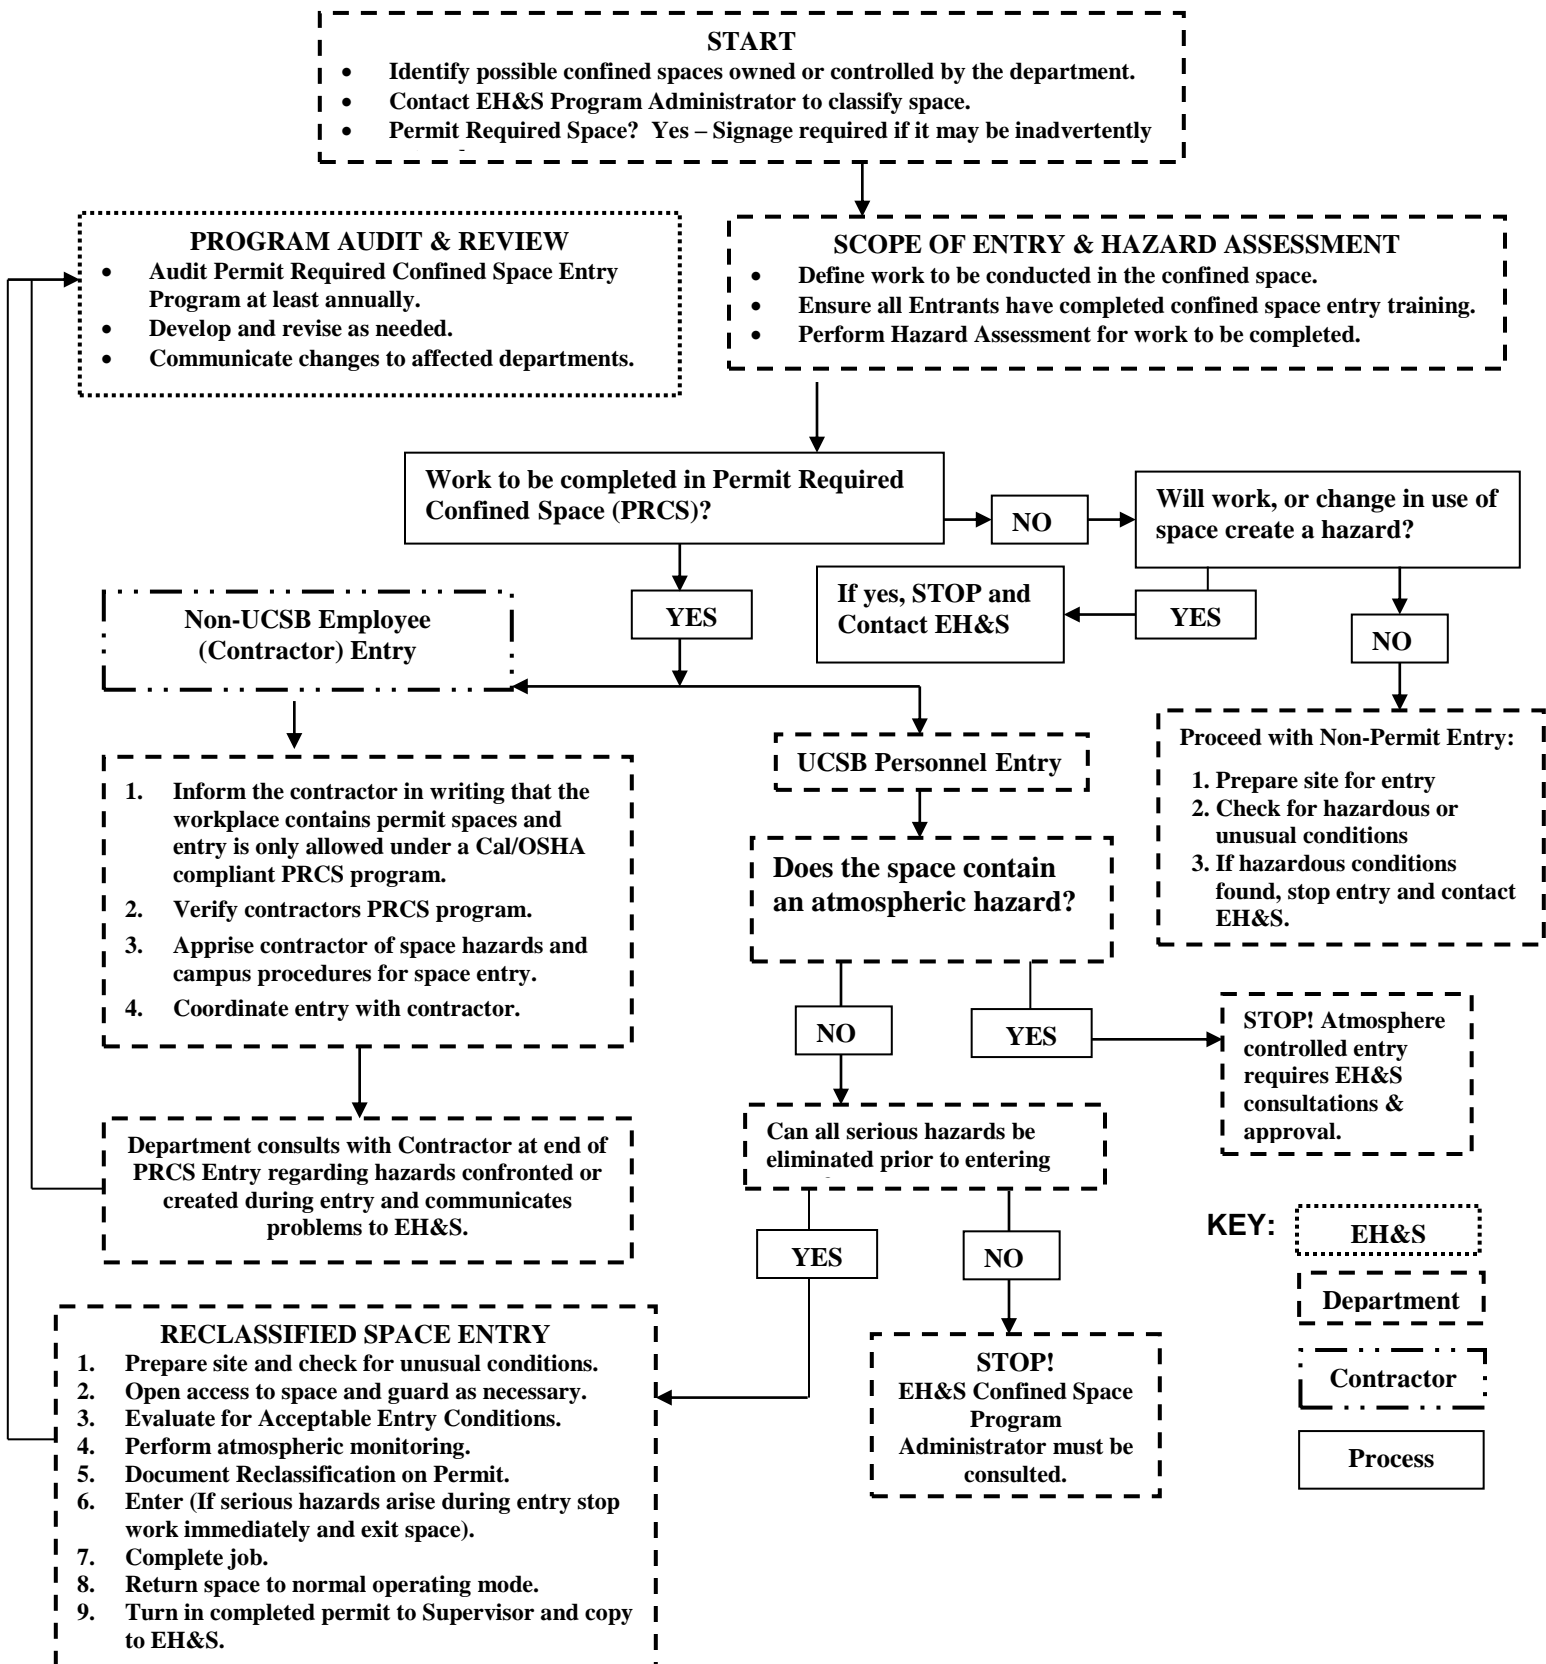 START
• Identify possible confined spaces owned or controlled by the department.
• Contact EH&S Program Administrator to classify space.
• Permit Required Space?  Yes – Signage required if it may be inadvertently
PROGRAM AUDIT & REVIEW
• Audit Permit Required Confined Space Entry
Program at least annually.
• Develop and revise as needed.
• Communicate changes to affected departments.
SCOPE OF ENTRY & HAZARD ASSESSMENT
• Define work to be conducted in the confined space.
• Ensure all Entrants have completed confined space entry training.
• Perform Hazard Assessment for work to be completed.
Work to be completed in Permit Required
Confined Space (PRCS)?
NO
Will work, or change in use of
space create a hazard?
YES
If yes, STOP and
Contact EH&S
YES
NO
Non-UCSB Employee
(Contractor) Entry
Proceed with Non-Permit Entry:
1. Prepare site for entry
2. Check for hazardous or
unusual conditions
3. If hazardous conditions
found, stop entry and contact
EH&S.
UCSB Personnel Entry
1. Inform the contractor in writing that the
workplace contains permit spaces and
entry is only allowed under a Cal/OSHA
compliant PRCS program.
2. Verify contractors PRCS program.
3. Apprise contractor of space hazards and
campus procedures for space entry.
4. Coordinate entry with contractor.
Does the space contain
an atmospheric hazard?
NO
YES
STOP! Atmosphere
controlled entry
requires EH&S
consultations &
approval.
Department consults with Contractor at end of
PRCS Entry regarding hazards confronted or
created during entry and communicates
problems to EH&S.
Can all serious hazards be
eliminated prior to entering
YES
NO
RECLASSIFIED SPACE ENTRY
1. Prepare site and check for unusual conditions.
2. Open access to space and guard as necessary.
3. Evaluate for Acceptable Entry Conditions.
4. Perform atmospheric monitoring.
5. Document Reclassification on Permit.
6. Enter (If serious hazards arise during entry stop
work immediately and exit space).
7. Complete job.
8. Return space to normal operating mode.
9. Turn in completed permit to Supervisor and copy
to EH&S.
STOP!
EH&S Confined Space
Program
Administrator must be
consulted.
KEY:
EH&S
Department
Contractor
Process